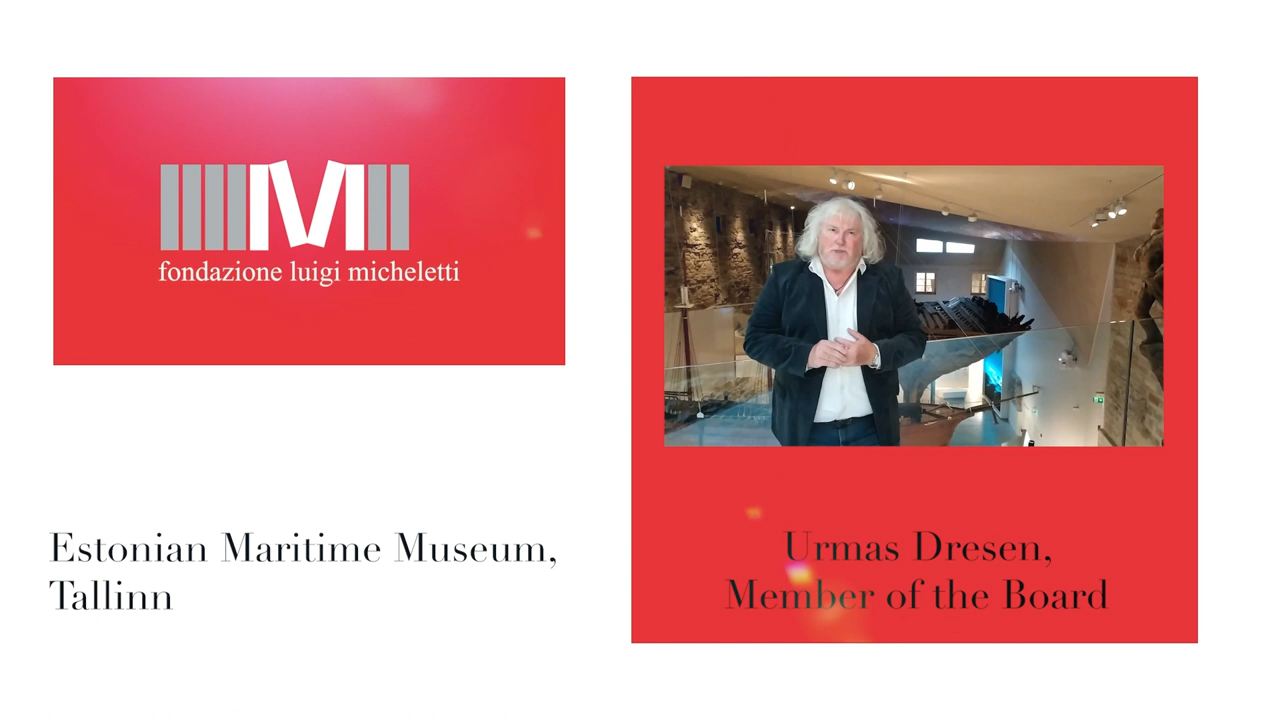 fondazione luigi micheletti
Estonian Maritime Museum,
Tallinn
Urmas Dresen,
Member of the Board